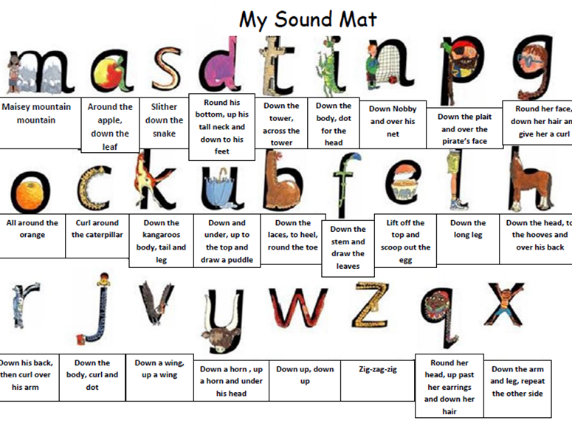 My Sound Mat
m a s d t i n p g
Maisey mountain
mountain
Around the
apple,
down the
leaf
Slither
down the
snake
Round his
bottom, up his
tall neck and
down to his
feet
Down the
tower,
across the
tower
Down the
body, dot
for the
head
Down Nobby
and over his
net
Down the plait
and over the
pirate's face
Round her face,
down her hair an
give her a curl
o c k u b f e l h
All around the
orange
Curl around
the caterpillar
Down the
kangaroos
body, tail and
leg
Down and
under, up to
the top and
draw a puddle
Down the
laces, to heel,
round the toe
Down the
stem and
draw the
leaves
Lift off the
top and
scoop out the
egg
Down the
long leg
Down the head, to
the hooves and
over his back
r j v y w z q x
Down his back,
then curl over
his arm
Down the
body, curl and
dot
Down a wing,
up a wing
Down a horn , up
a horn and under
his head
Down up, down
up
Zig-zag-zig
Round her
head, up past
her earrings
and down her
hair
Down the arm
and leg, repeat
the other side